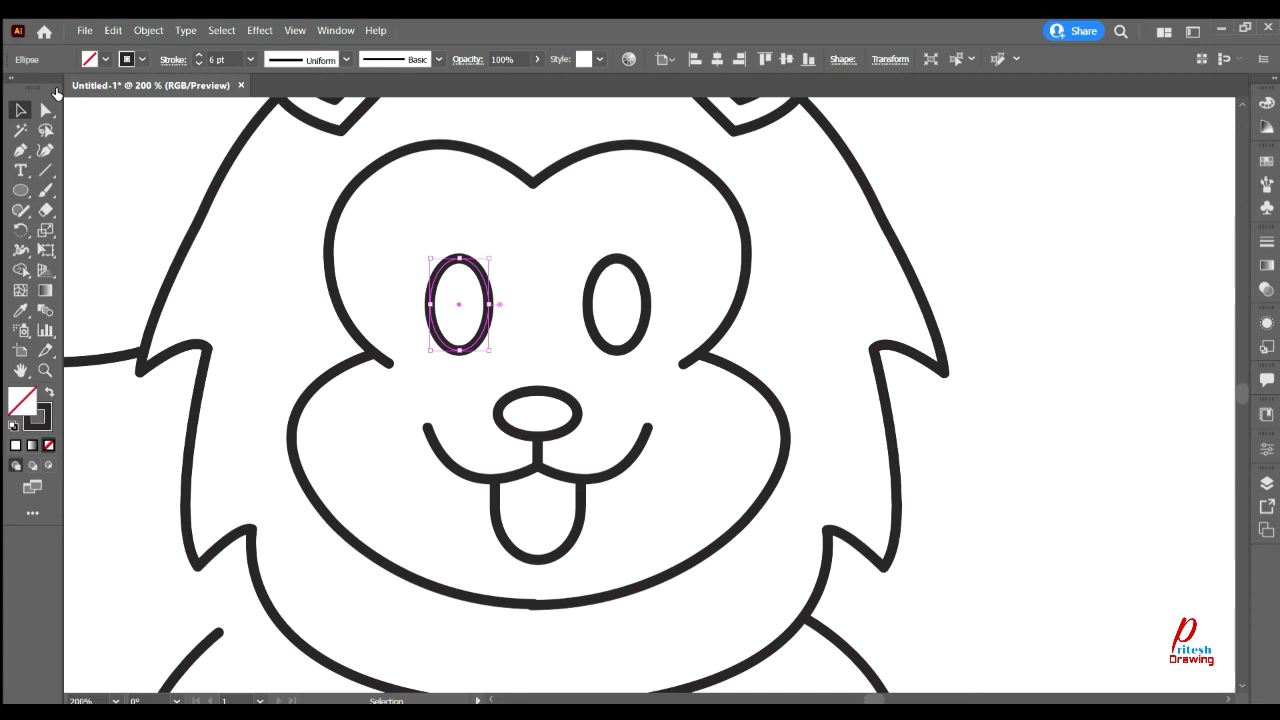 Ai File Edit Object Type Select Effect View Window Help Share
Ellipse Stroke: 6 pt Uniform Basic Opacity: 100% Style: Shape: Transform
Untitled-1* @ 200 % (RGB/Preview) ×
pritesh
Drawing
200% 0° 1 Selection